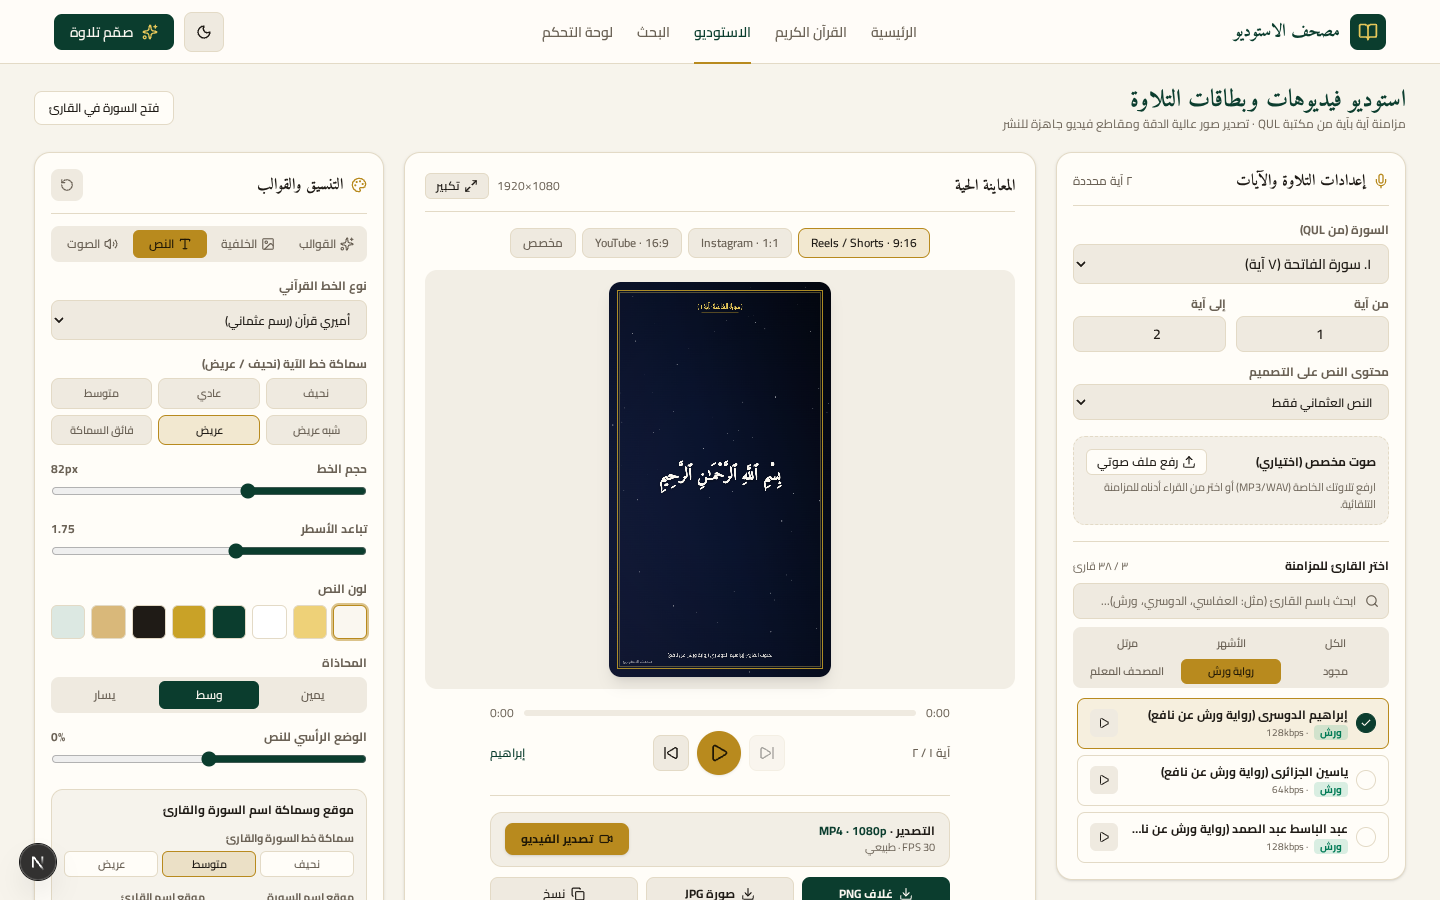 مصحف الاستوديو
الرئيسية
القرآن الكريم
الاستوديو
البحث
لوحة التحكم
صمّم تلاوة
استوديو فيديوهات وبطاقات التلاوة
مزامنة آية بآية من مكتبة QUL · تصدير صور عالية الدقة ومقاطع فيديو جاهزة للنشر
فتح السورة في القارئ
إعدادات التلاوة والآيات
٢ آية محددة
السورة (من QUL)
١. سورة الفاتحة (٧ آية)
من آية
إلى آية
1
2
محتوى النص على التصميم
النص العثماني فقط
صوت مخصص (اختياري)
رفع ملف صوتي
ارفع تلاوتك الخاصة (MP3/WAV) أو اختر من القراء أدناه للمزامنة
التلقائية.
اختر القارئ للمزامنة
٣ / ٣٨ قارئ
ابحث باسم القارئ (مثل: العفاسي، الدوسري، ورش)...
الكل
الأشهر
مرتل
مجود
رواية ورش
المصحف المعلم
إبراهيم الدوسرى (رواية ورش عن نافع)
ورش · 128kbps
ياسين الجزائرى (رواية ورش عن نافع)
ورش · 64kbps
عبد الباسط عبد الصمد (رواية ورش عن نا...
ورش · 128kbps
المعاينة الحية
1920×1080
تكبير
Reels / Shorts · 9:16
Instagram · 1:1
YouTube · 16:9
مخصص
بِسْمِ ٱللَّهِ ٱلرَّحْمَٰنِ ٱلرَّحِيمِ
0:00
0:00
آية ١ / ٢
إبراهيم
التصدير · MP4 · 1080p
30 FPS · طبيعي
تصدير الفيديو
غلاف PNG
صورة JPG
نسخ
التنسيق والقوالب
القوالب
الخلفية
النص
الصوت
نوع الخط القرآني
أميري قرآن (رسم عثماني)
سماكة خط الآية (نحيف / عريض)
نحيف
عادي
متوسط
شبه عريض
عريض
فائق السماكة
حجم الخط
82px
تباعد الأسطر
1.75
لون النص
المحاذاة
يمين
وسط
يسار
الوضع الرأسي للنص
0%
موقع وسماكة اسم السورة والقارئ
سماكة خط السورة والقارئ
نحيف
متوسط
عريض
موقع اسم السورة
موقع اسم القارئ
N